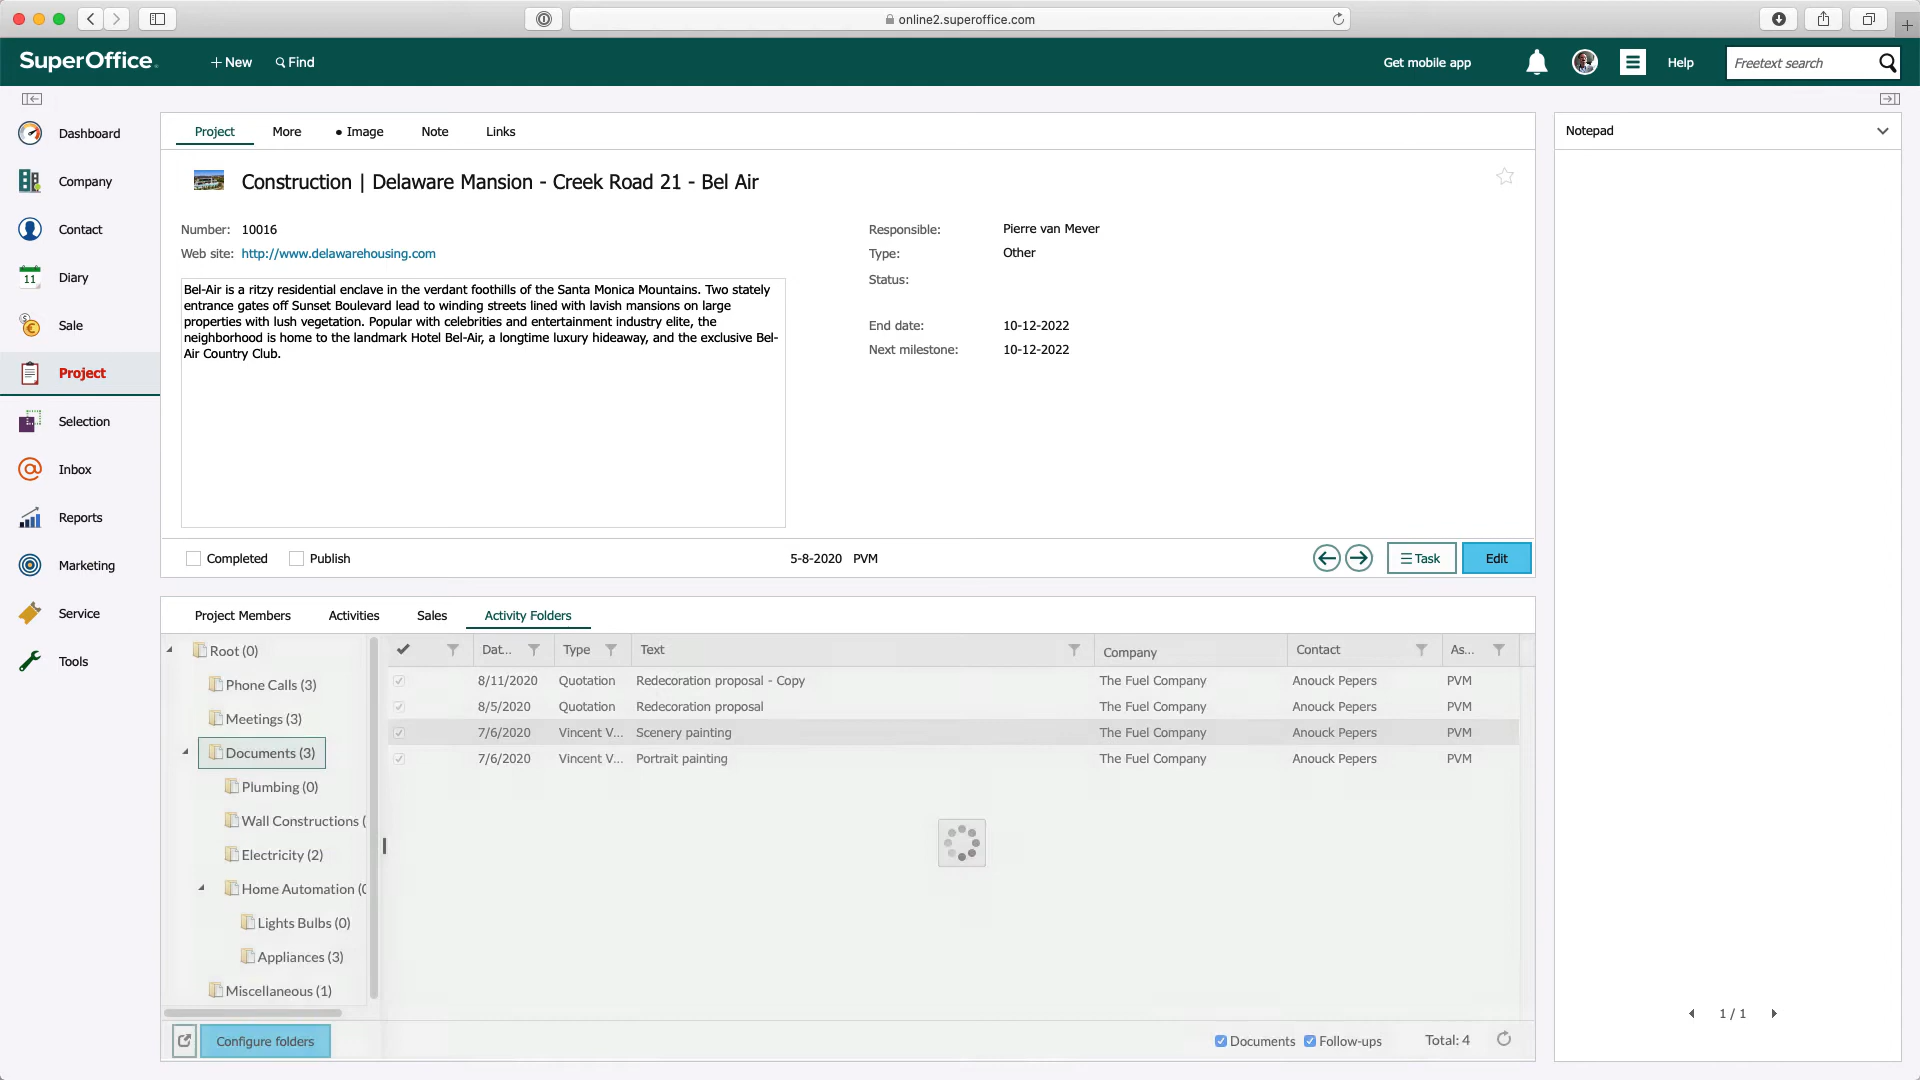 online2.superoffice.com
SuperOffice.
+ New
Find
Get mobile app
Help
Freetext search
Dashboard
Company
Contact
11
Diary
Sale
Project
Selection
Inbox
Reports
Marketing
Service
Tools
Project
More
• Image
Note
Links
Construction | Delaware Mansion - Creek Road 21 - Bel Air
Number: 10016
Web site: http://www.delawarehousing.com
Bel-Air is a ritzy residential enclave in the verdant foothills of the Santa Monica Mountains. Two stately
entrance gates off Sunset Boulevard lead to winding streets lined with lavish mansions on large
properties with lush vegetation. Popular with celebrities and entertainment industry elite, the
neighborhood is home to the landmark Hotel Bel-Air, a longtime luxury hideaway, and the exclusive Bel-
Air Country Club.
Responsible: Pierre van Mever
Type: Other
Status:
End date: 10-12-2022
Next milestone: 10-12-2022
Completed
Publish
5-8-2020 PVM
Task
Edit
Project Members
Activities
Sales
Activity Folders
Root (0)
Phone Calls (3)
Meetings (3)
Documents (3)
Plumbing (0)
Wall Constructions (
Electricity (2)
Home Automation (0
Lights Bulbs (0)
Appliances (3)
Miscellaneous (1)
Configure folders
Dat... Type Text Company Contact As...
8/11/2020 Quotation Redecoration proposal - Copy The Fuel Company Anouck Pepers PVM
8/5/2020 Quotation Redecoration proposal The Fuel Company Anouck Pepers PVM
7/6/2020 Vincent V... Scenery painting The Fuel Company Anouck Pepers PVM
7/6/2020 Vincent V... Portrait painting The Fuel Company Anouck Pepers PVM
Documents
Follow-ups
Total: 4
Notepad
1 / 1